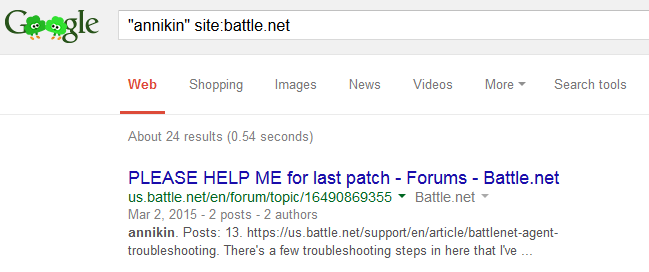 Google
"annikin" site:battle.net
Web Shopping Images News Videos More Search tools
About 24 results (0.54 seconds)
PLEASE HELP ME for last patch - Forums - Battle.net
us.battle.net/en/forum/topic/16490869355 Battle.net
Mar 2, 2015 - 2 posts - 2 authors
annikin. Posts: 13. https://us.battle.net/support/en/article/battlenet-agent-
troubleshooting. There's a few troubleshooting steps in here that I've ...